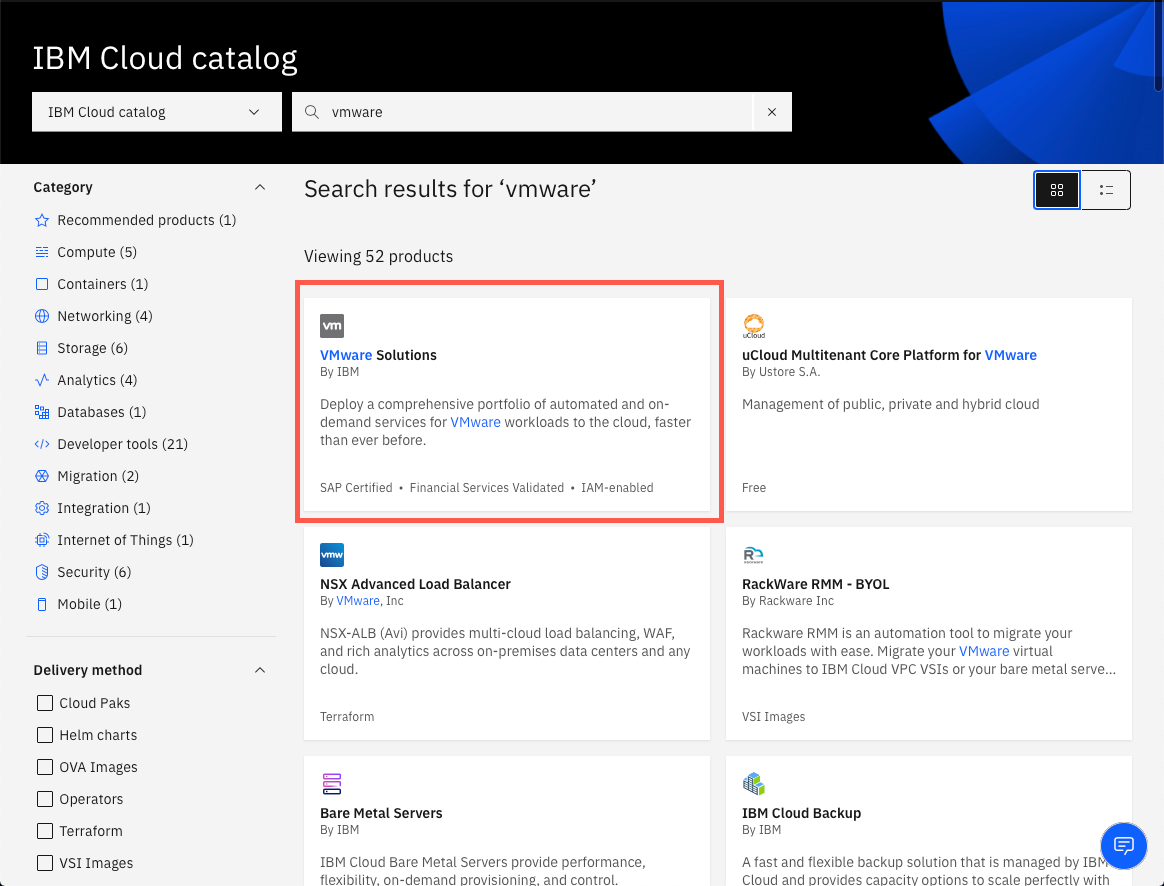 IBM Cloud catalog
IBM Cloud catalog
vmware
Category
Recommended products (1)
Compute (5)
Containers (1)
Networking (4)
Storage (6)
Analytics (4)
Databases (1)
Developer tools (21)
Migration (2)
Integration (1)
Internet of Things (1)
Security (6)
Mobile (1)
Delivery method
Cloud Paks
Helm charts
OVA Images
Operators
Terraform
VSI Images
Search results for ‘vmware’
Viewing 52 products
vm
VMware Solutions
By IBM
Deploy a comprehensive portfolio of automated and on-
demand services for VMware workloads to the cloud, faster
than ever before.
SAP Certified • Financial Services Validated • IAM-enabled
uCloud
uCloud Multitenant Core Platform for VMware
By Ustore S.A.
Management of public, private and hybrid cloud
Free
vmw
NSX Advanced Load Balancer
By VMware, Inc
NSX-ALB (Avi) provides multi-cloud load balancing, WAF,
and rich analytics across on-premises data centers and any
cloud.
Terraform
RACKWARE
RackWare RMM - BYOL
By Rackware Inc
Rackware RMM is an automation tool to migrate your
workloads with ease. Migrate your VMware virtual
machines to IBM Cloud VPC VSIs or your bare metal serve...
VSI Images
Bare Metal Servers
By IBM
IBM Cloud Bare Metal Servers provide performance,
flexibility, on-demand provisioning, and control.
IBM Cloud Backup
By IBM
A fast and flexible backup solution that is managed by IBM
Cloud and provides capacity options to scale perfectly with